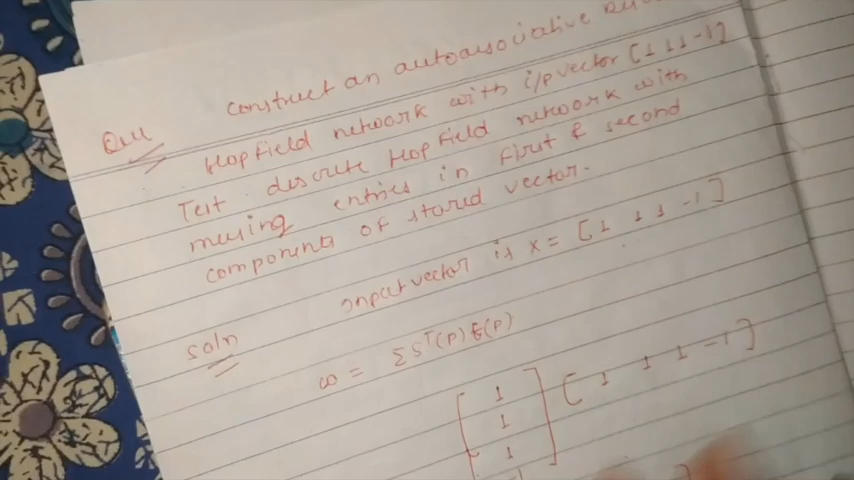 Que construct an autoassociative
Hopfield network with i/p vector [1 1 1 -1]
Test discrete Hopfield network with
missing entries in first & second
components of stored vector.
soln Input vector is x = [1 1 1 -1]
ω = Σ S^T(P) t(P)
[1 1 1 -1] [1 1 1 -1]